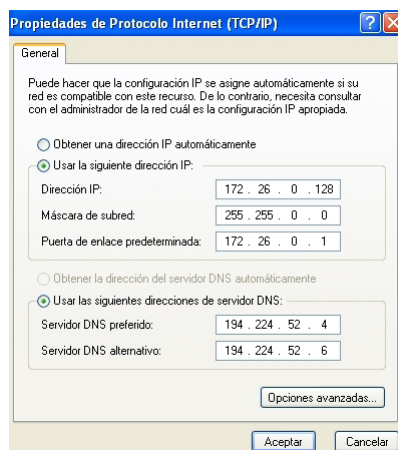 Propiedades de Protocolo Internet (TCP/IP)
General
Puede hacer que la configuración IP se asigne automáticamente si su
red es compatible con este recurso. De lo contrario, necesita consultar
con el administrador de la red cuál es la configuración IP apropiada.
Obtener una dirección IP automáticamente
Usar la siguiente dirección IP:
Dirección IP: 172 . 26 . 0 . 128
Máscara de subred: 255 . 255 . 0 . 0
Puerta de enlace predeterminada: 172 . 26 . 0 . 1
Obtener la dirección del servidor DNS automáticamente
Usar las siguientes direcciones de servidor DNS:
Servidor DNS preferido: 194 . 224 . 52 . 4
Servidor DNS alternativo: 194 . 224 . 52 . 6
Opciones avanzadas...
Aceptar Cancelar